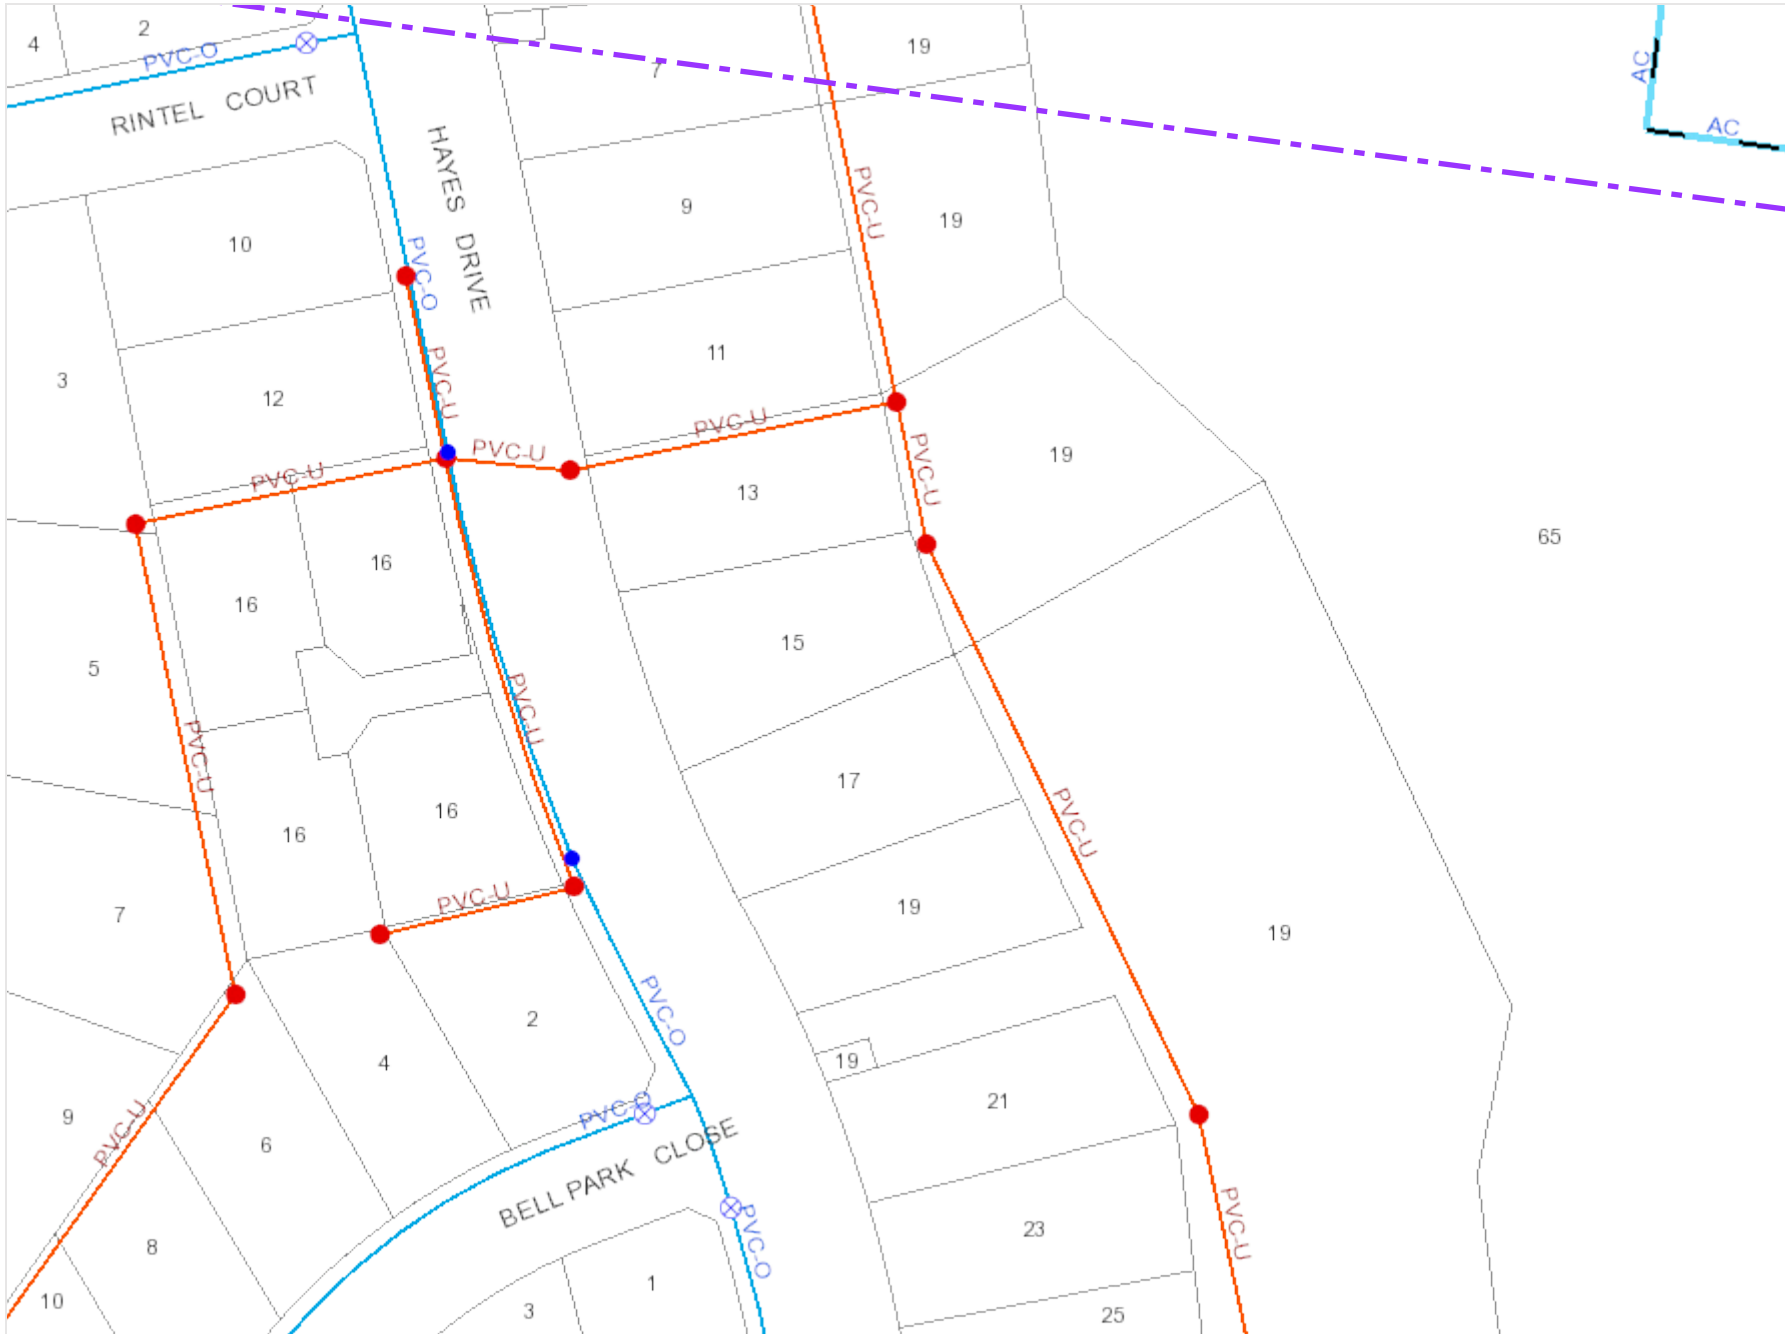 2
4
PVC-O
RINTEL COURT
7
19
AC
AC
HAYES DRIVE
9
PVC-U
19
10
PVC-O
11
3
12
PVC-U
PVC-U
PVC-U
PVC-U
PVC-U
19
13
65
16
16
15
5
PVC-U
PVC-U
17
16
16
PVC-U
PVC-U
7
19
19
2
PVC-O
4
19
21
9
PVC-U
PVC-O
BELL PARK CLOSE
6
23
PVC-U
PVC-O
8
1
10
3
25